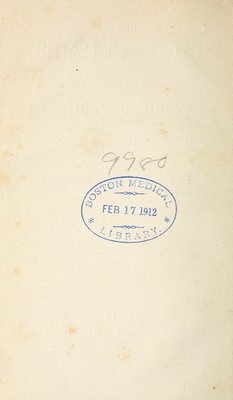 9980
BOSTON MEDICAL
FEB 17 1912
* LIBRARY. *